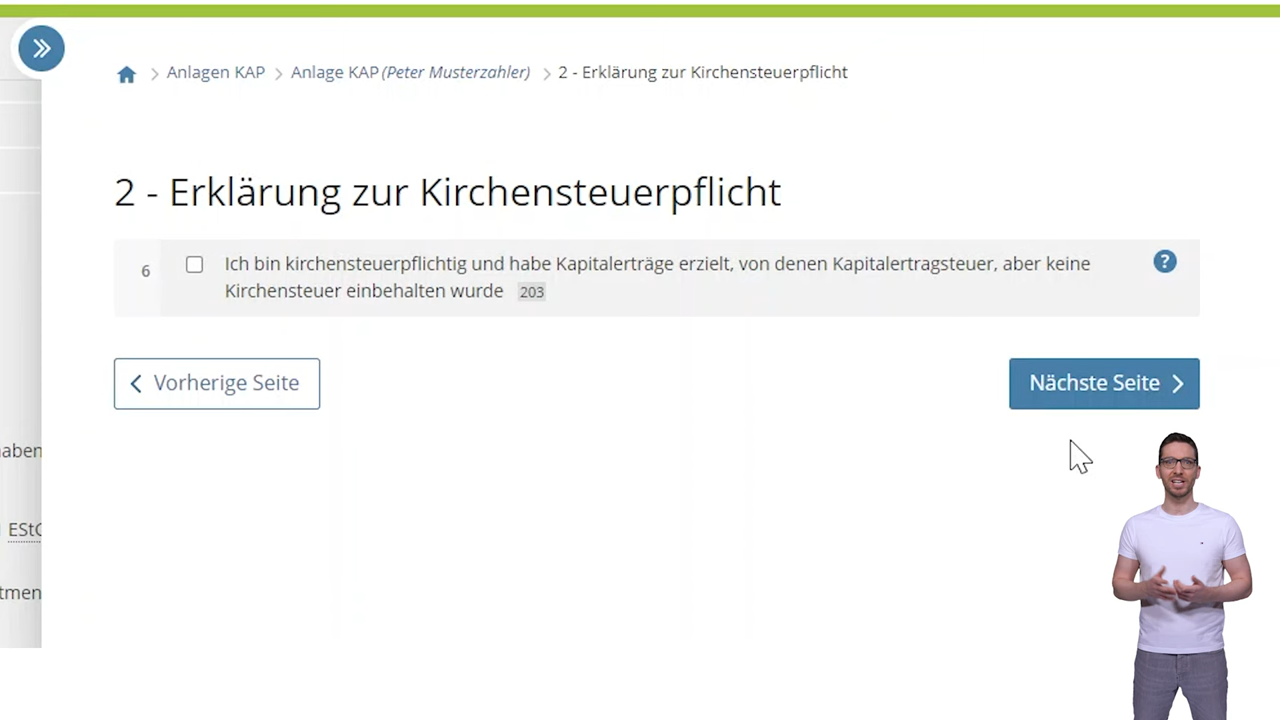 Anlagen KAP
Anlage KAP (Peter Musterzahler)
2 - Erklärung zur Kirchensteuerpflicht
2 - Erklärung zur Kirchensteuerpflicht
6
Ich bin kirchensteuerpflichtig und habe Kapitalerträge erzielt, von denen Kapitalertragsteuer, aber keine
Kirchensteuer einbehalten wurde 203
?
Vorherige Seite
Nächste Seite